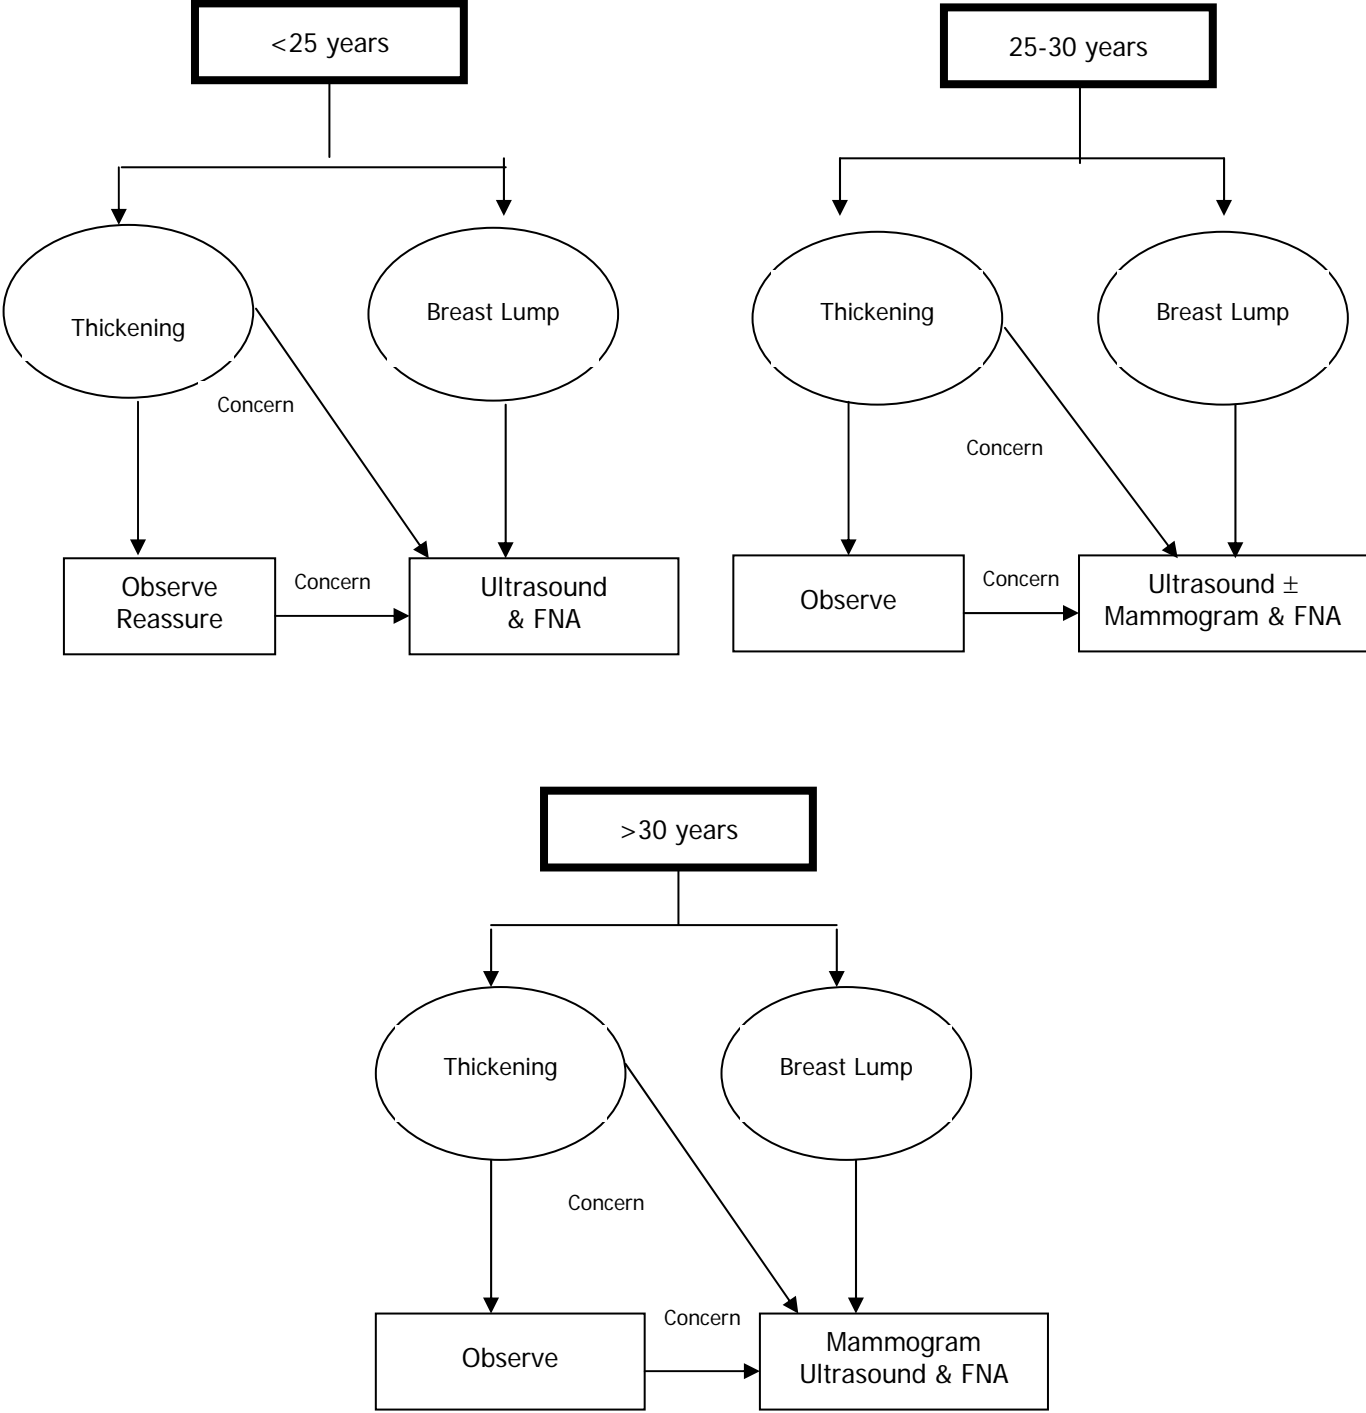 <25 years
Thickening
Breast Lump
Concern
Observe
Reassure
Concern
Ultrasound
& FNA
25-30 years
Thickening
Breast Lump
Concern
Observe
Concern
Ultrasound ±
Mammogram & FNA
>30 years
Thickening
Breast Lump
Concern
Observe
Concern
Mammogram
Ultrasound & FNA